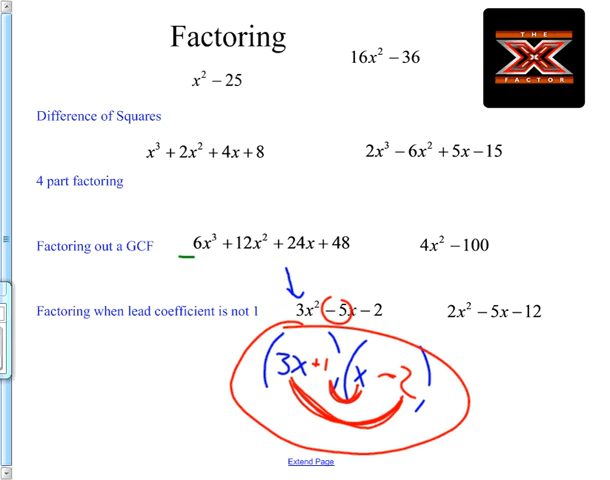 Factoring
16x² − 36
x² − 25
THE
X
FACTOR
Difference of Squares
x³ + 2x² + 4x + 8
2x³ − 6x² + 5x − 15
4 part factoring
Factoring out a GCF
6x³ + 12x² + 24x + 48
4x² − 100
Factoring when lead coefficient is not 1
3x² − 5x − 2
2x² − 5x − 12
(3x + 1)(x − 2)
Extend Page